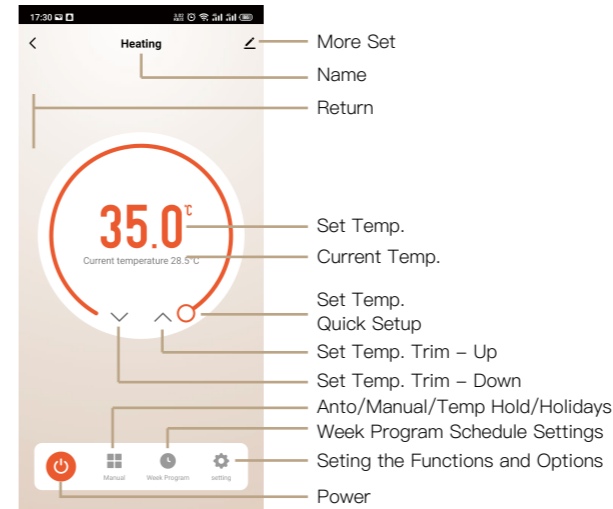 17:30
Heating
More Set
Name
Return
35.0℃
Set Temp.
Current temperature 28.5°C
Current Temp.
Set Temp.
Quick Setup
Set Temp. Trim – Up
Set Temp. Trim – Down
Anto/Manual/Temp Hold/Holidays
Week Program Schedule Settings
Seting the Functions and Options
Manual
Week Program
setting
Power